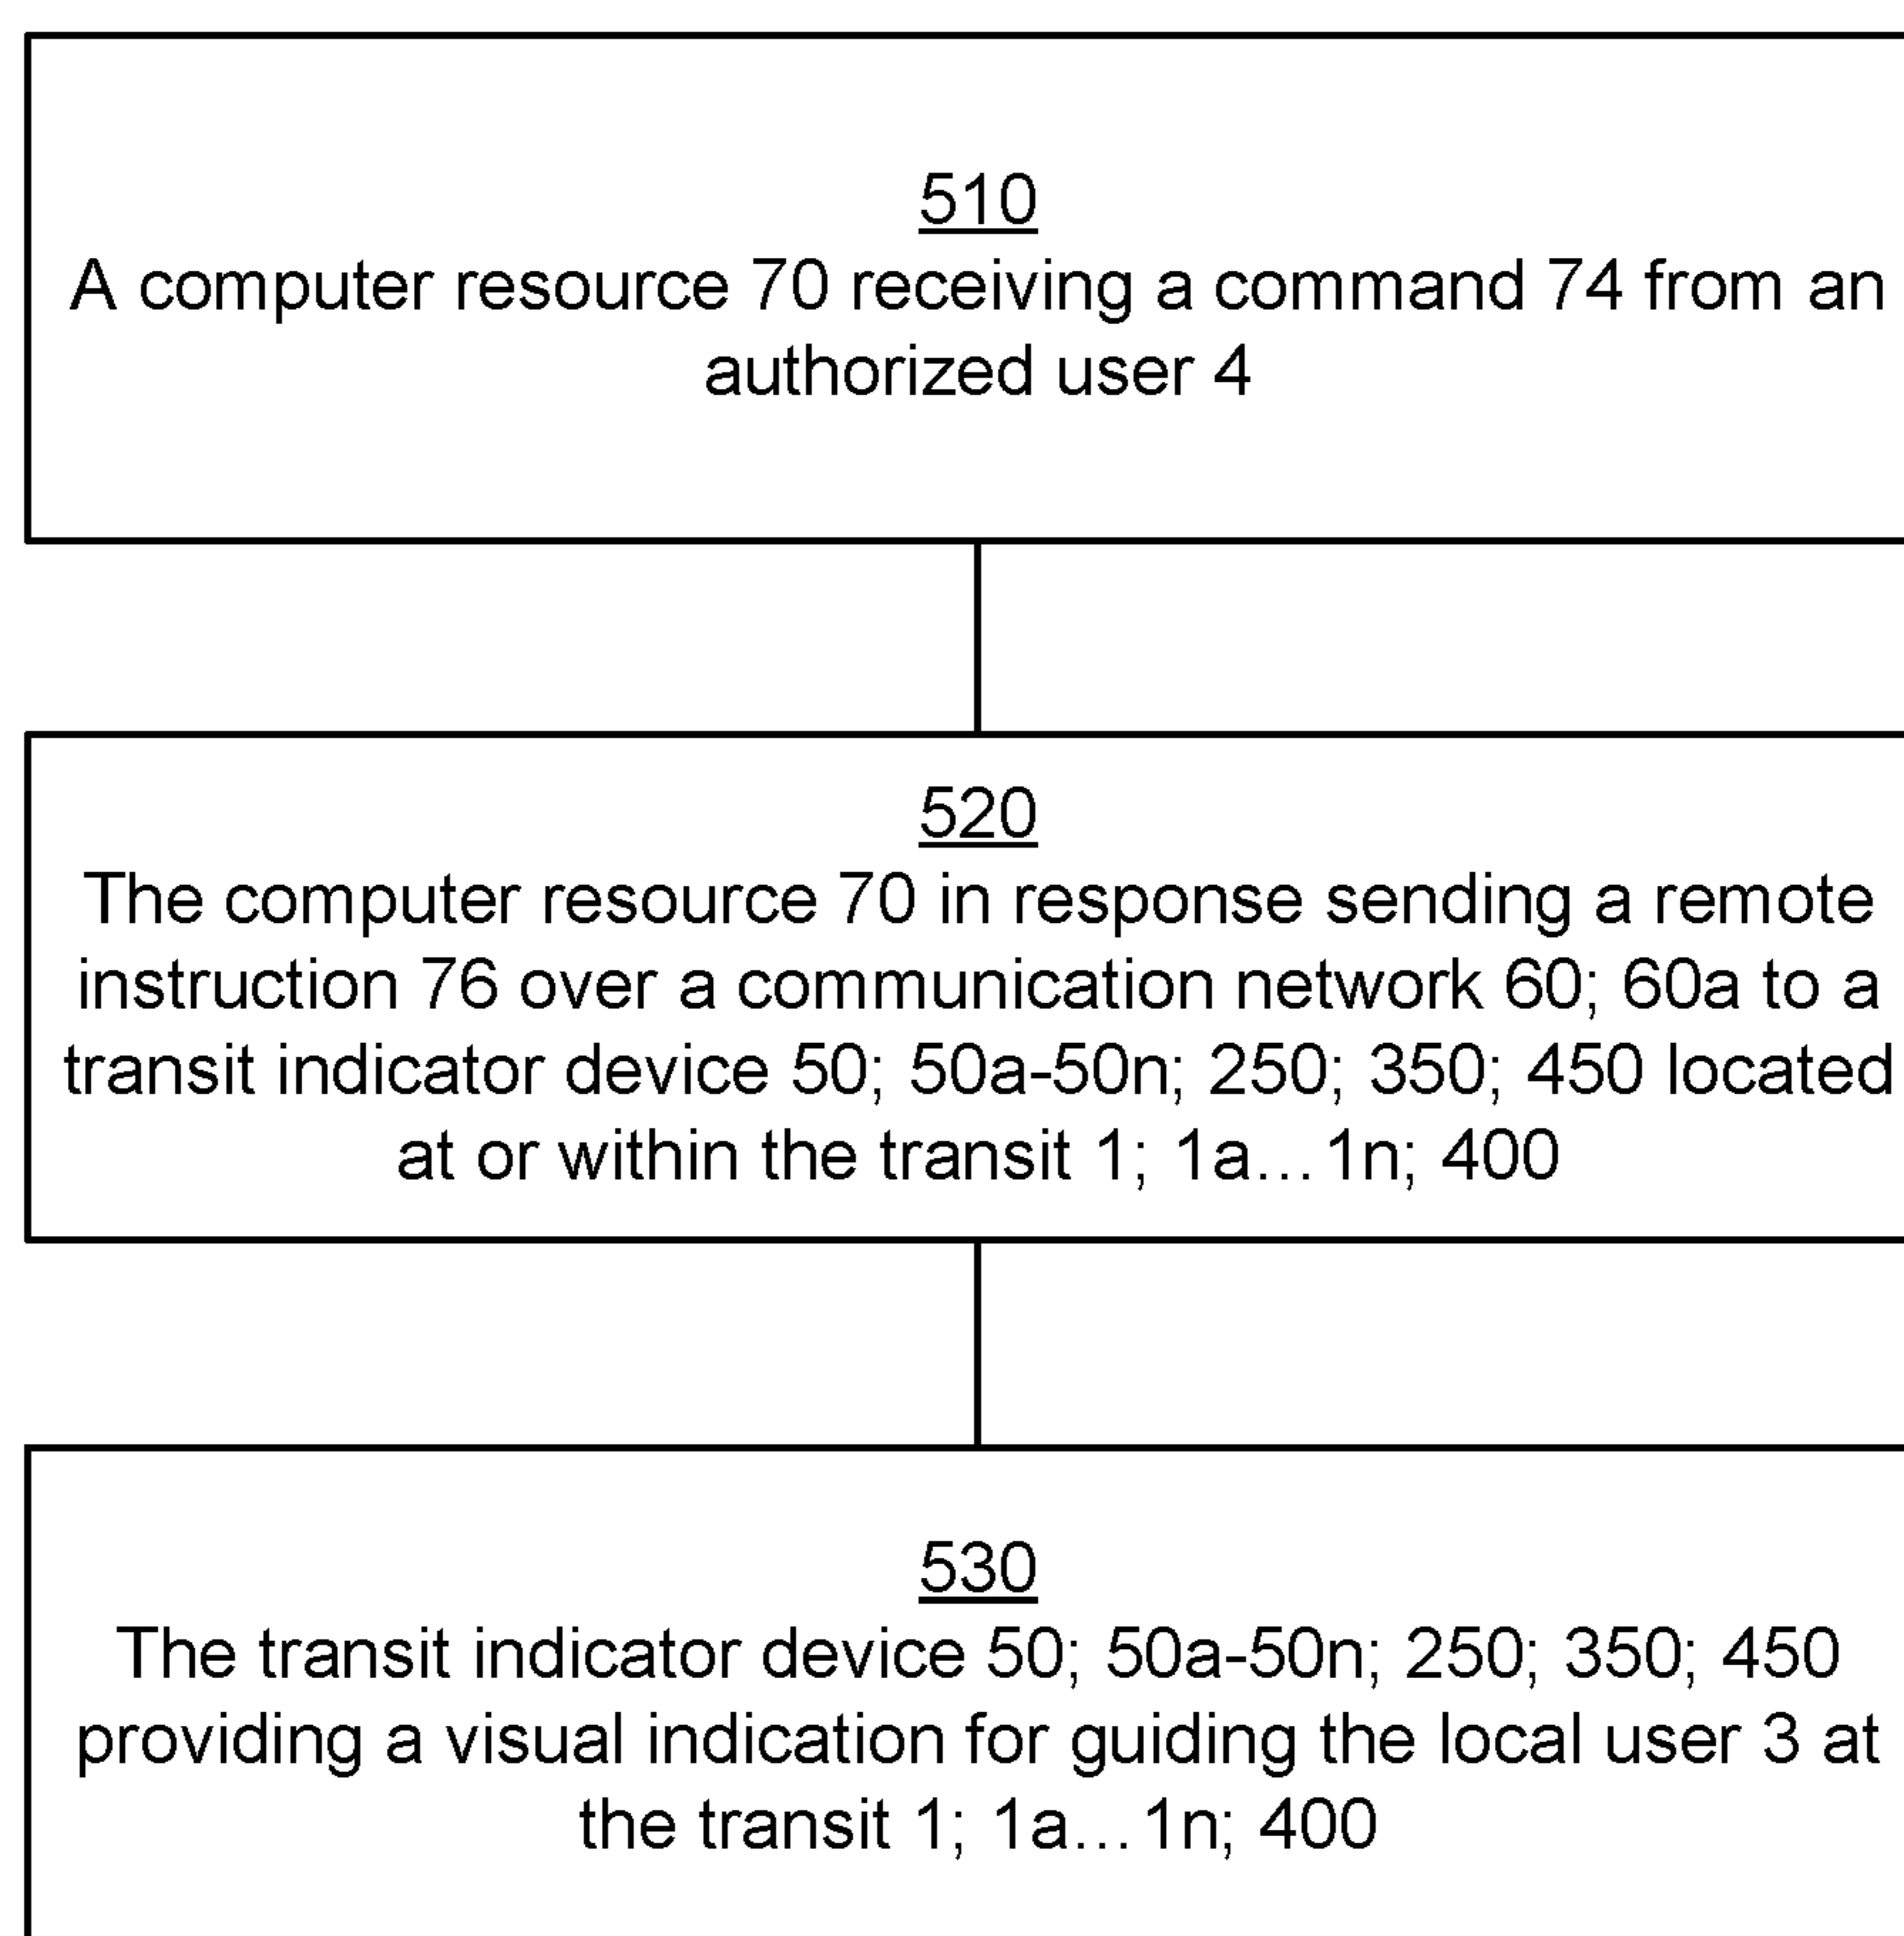 510
A computer resource 70 receiving a command 74 from an
authorized user 4
520
The computer resource 70 in response sending a remote
instruction 76 over a communication network 60; 60a to a
transit indicator device 50; 50a-50n; 250; 350; 450 located
at or within the transit 1; 1a...1n; 400
530
The transit indicator device 50; 50a-50n; 250; 350; 450
providing a visual indication for guiding the local user 3 at
the transit 1; 1a...1n; 400